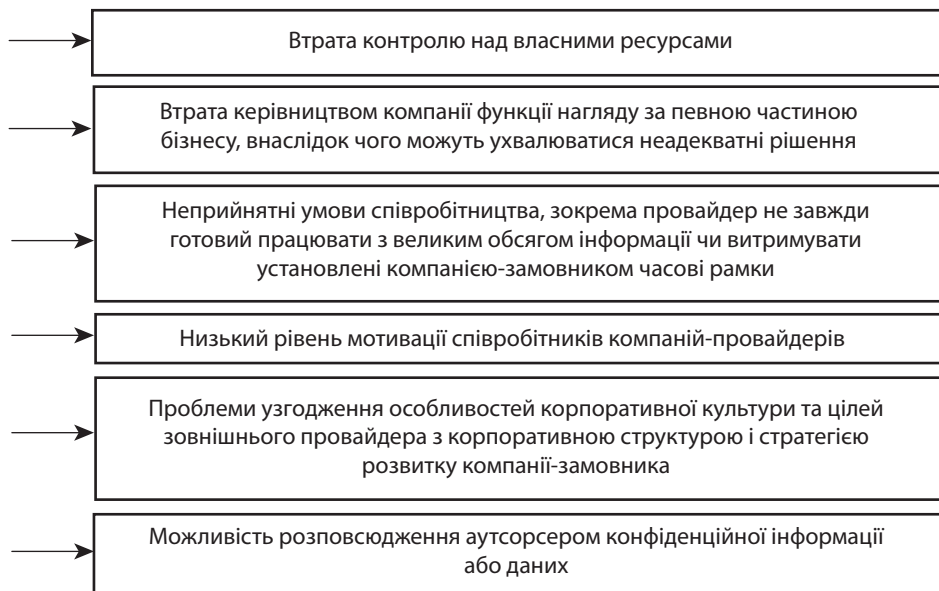 Втрата контролю над власними ресурсами
Втрата керівництвом компанії функції нагляду за певною частиною
бізнесу, внаслідок чого можуть ухвалюватися неадекватні рішення
Неприйнятні умови співробітництва, зокрема провайдер не завжди
готовий працювати з великим обсягом інформації чи витримувати
установлені компанією-замовником часові рамки
Низький рівень мотивації співробітників компаній-провайдерів
Проблеми узгодження особливостей корпоративної культури та цілей
зовнішнього провайдера з корпоративною структурою і стратегією
розвитку компанії-замовника
Можливість розповсюдження аутсорсером конфіденційної інформації
або даних